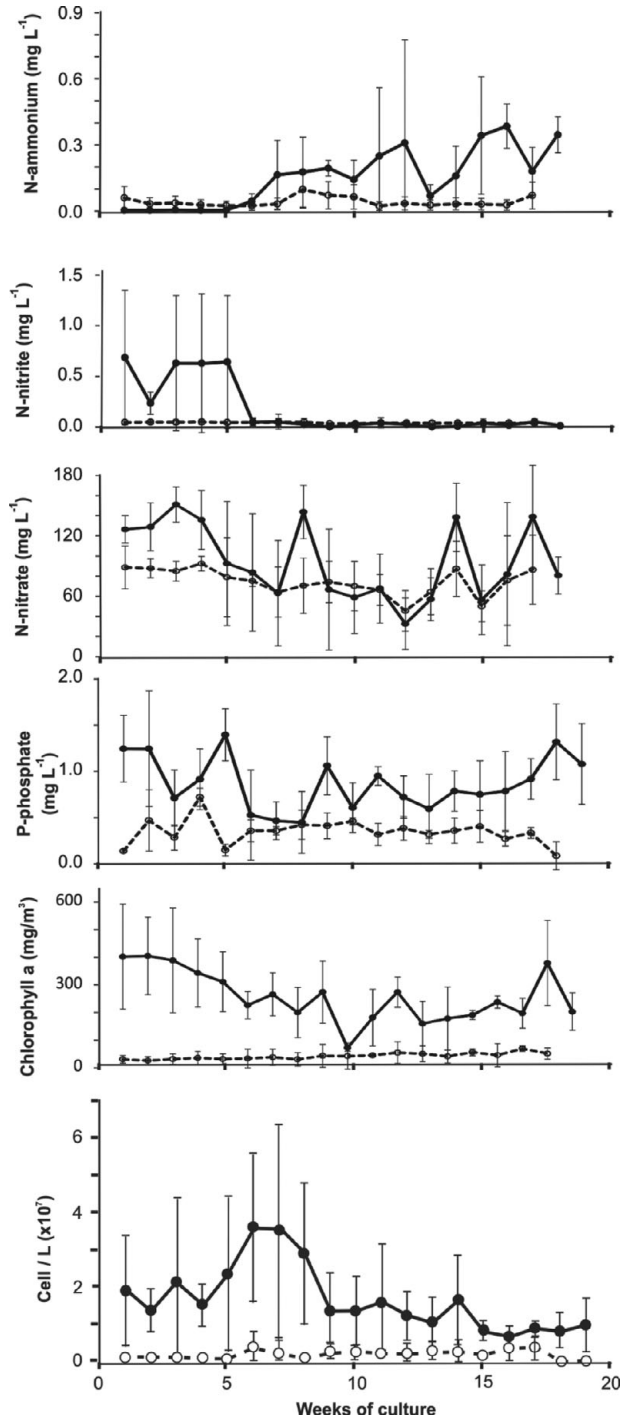 N-ammonium (mg L⁻¹)
0.9
0.6
0.3
0.0
N-nitrite (mg L⁻¹)
1.5
1.0
0.5
0.0
N-nitrate (mg L⁻¹)
180
120
60
0
P-phosphate
(mg L⁻¹)
2.0
1.0
0.0
Chlorophyll a (mg/m³)
600
300
0
Cell / L (x10⁷)
6
4
2
0
0 5 10 15 20
Weeks of culture